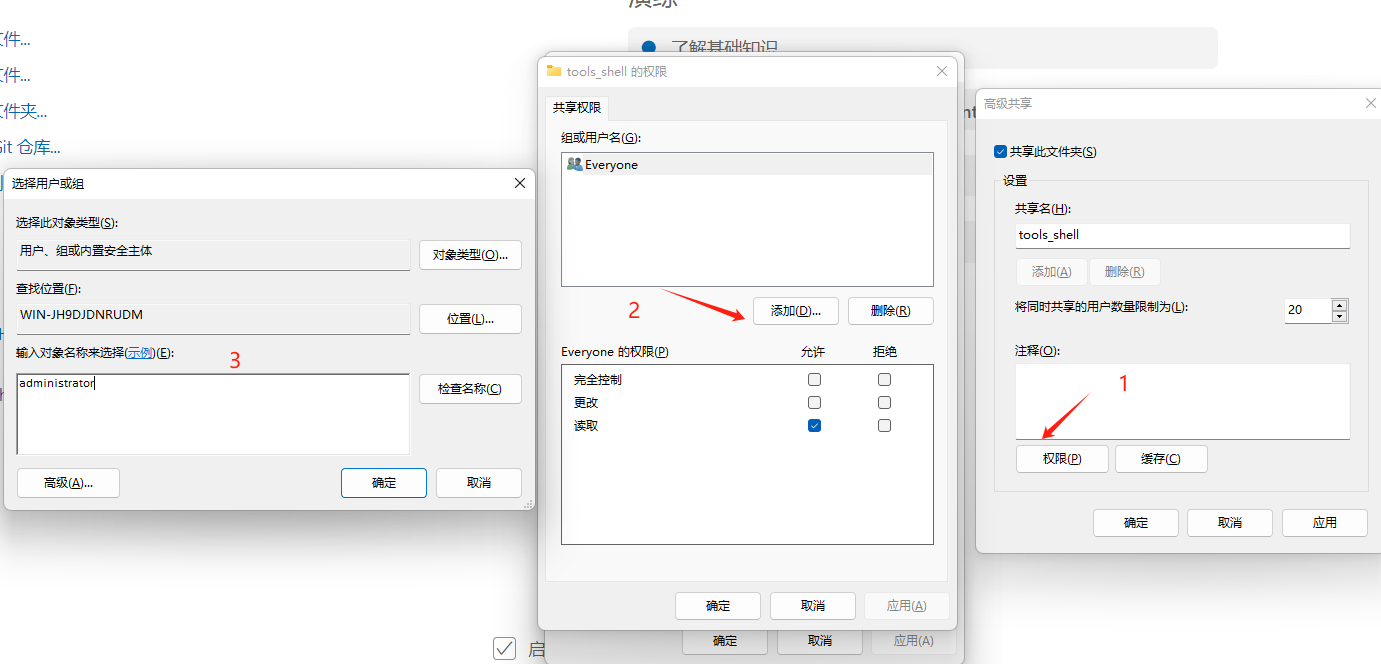 文件...
文件...
文件夹...
Git 仓库...
演练
了解基础知识
选择用户或组
选择此对象类型(S):
用户、组或内置安全主体
对象类型(O)...
查找位置(F):
WIN-JH9DJDNRUDM
位置(L)...
输入对象名称来选择(示例)(E):
3
administrator
检查名称(C)
高级(A)...
确定
取消
tools_shell 的权限
共享权限
组或用户名(G):
Everyone
2
添加(D)...
删除(R)
Everyone 的权限(P)
允许
拒绝
完全控制
更改
读取
确定
取消
应用(A)
确定
取消
应用(A)
启
高级共享
共享此文件夹(S)
设置
共享名(H):
tools_shell
添加(A)
删除(R)
将同时共享的用户数量限制为(L):
20
注释(O):
1
权限(P)
缓存(C)
确定
取消
应用